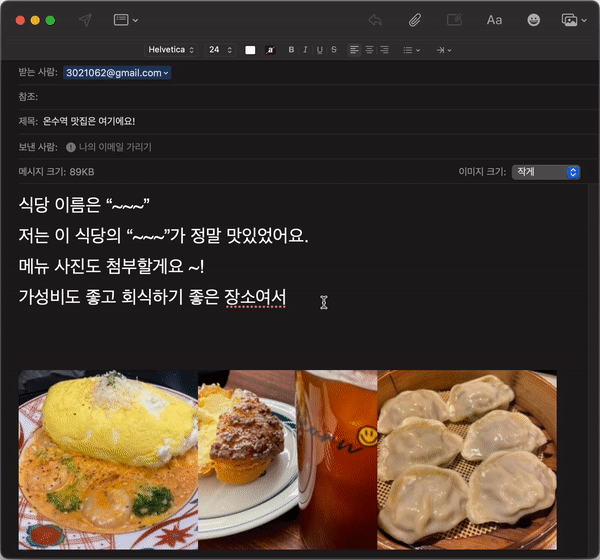 Helvetica 24 a B I U S
Aa
받는 사람: 3021062@gmail.com
참조:
제목: 온수역 맛집은 여기에요!
보낸 사람: 나의 이메일 가리기
메시지 크기: 89KB 이미지 크기: 작게
식당 이름은 “~~~”
저는 이 식당의 “~~~”가 정말 맛있었어요.
메뉴 사진도 첨부할게요 ~!
가성비도 좋고 회식하기 좋은 장소여서